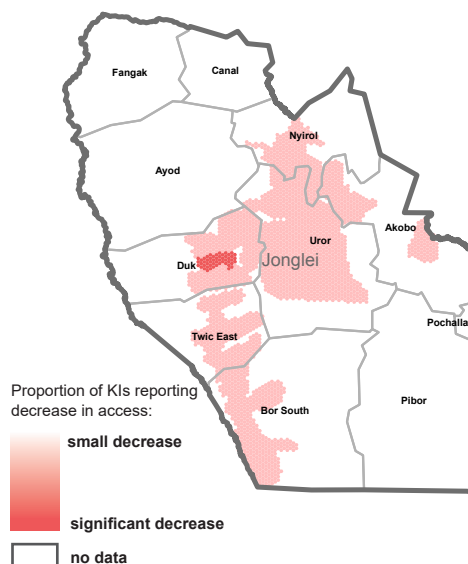 Fangak
Canal
Nyirol
Ayod
Akobo
Uror
Duk
Jonglei
Pochalla
Twic East
Proportion of KIs reporting
decrease in access:
Bor South
Pibor
small decrease
significant decrease
no data